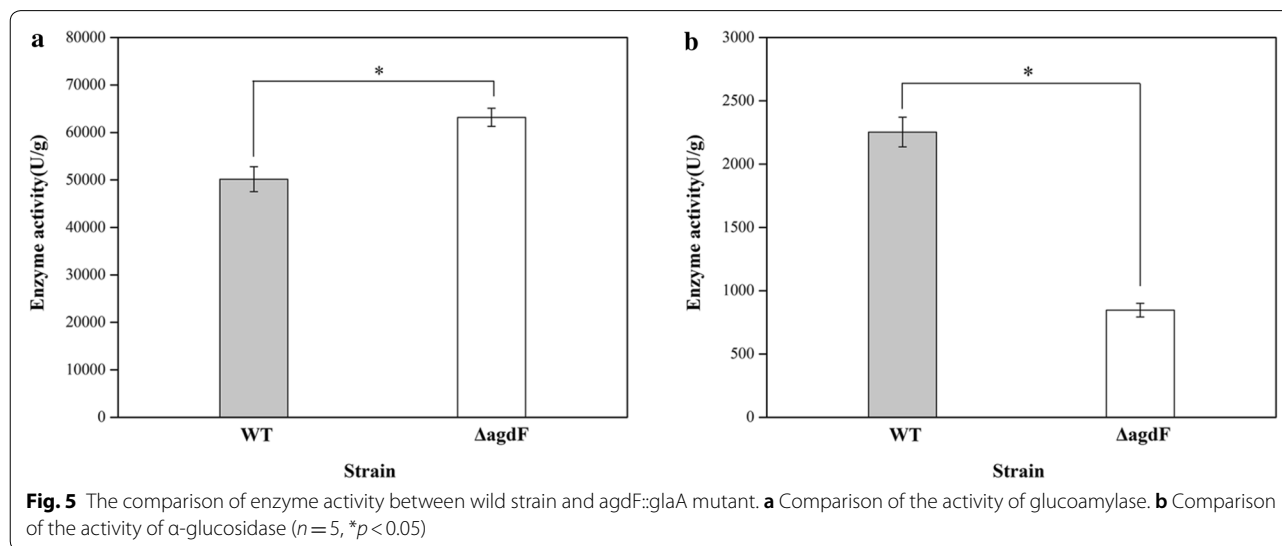 a
80000
70000
60000
50000
40000
30000
20000
10000
0
Enzyme activity(U/g)
*
WT ΔagdF
Strain
b
3000
2500
2000
1500
1000
500
0
Enzyme activity(U/g)
*
WT ΔagdF
Strain
Fig. 5 The comparison of enzyme activity between wild strain and agdF::glaA mutant. a Comparison of the activity of glucoamylase. b Comparison
of the activity of α-glucosidase (n = 5, *p < 0.05)